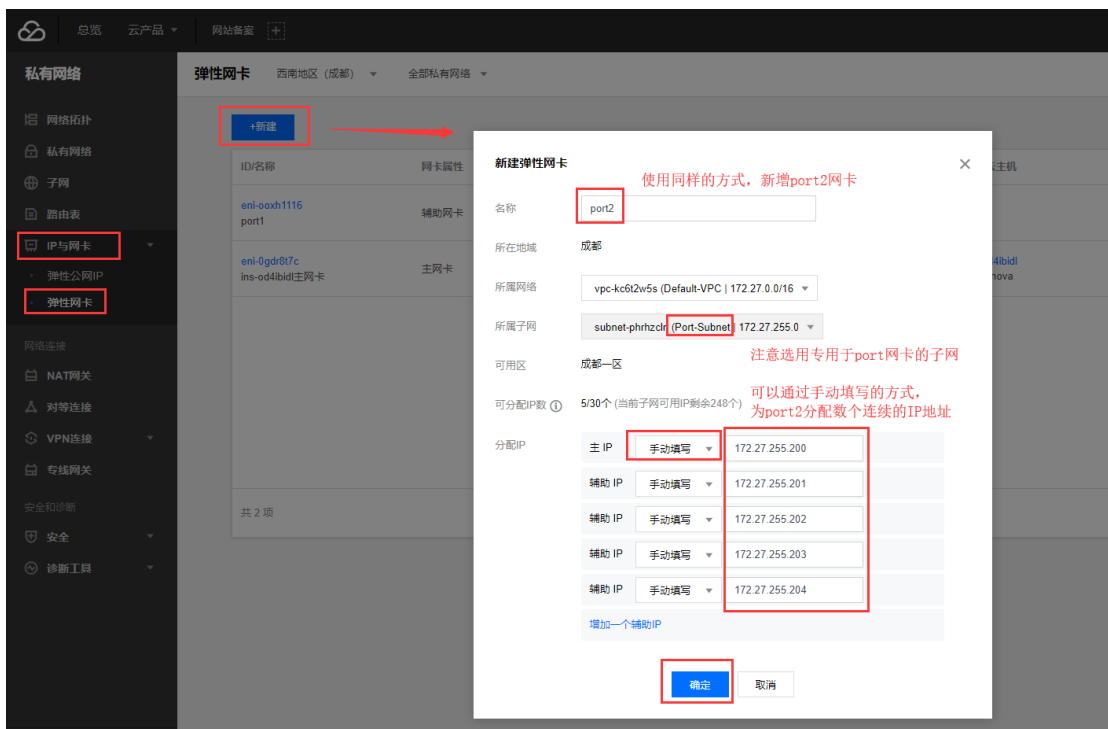 总览 云产品 网站备案
私有网络 弹性网卡 西南地区（成都） 全部私有网络
网络拓扑
私有网络
子网
路由表
IP与网卡
弹性公网IP
弹性网卡
网络连接
NAT网关
对等连接
VPN连接
专线网关
安全和诊断
安全
诊断工具
+新建
ID/名称 网卡属性 主机
eni-ooxh1116
port1 辅助网卡
eni-0gdr8t7c
ins-od4ibidl主网卡 主网卡
4ibidl
nova
共 2 项
新建弹性网卡
使用同样的方式，新增port2网卡
名称 port2
所在地域 成都
所属网络 vpc-kc6t2w5s (Default-VPC | 172.27.0.0/16
所属子网 subnet-phrhzcln (Port-Subnet | 172.27.255.0
注意选用专用于port网卡的子网
可用区 成都一区
可以通过手动填写的方式，
为port2分配数个连续的IP地址
可分配IP数 5/30个 (当前子网可用IP剩余248个)
分配IP 主 IP 手动填写 172.27.255.200
辅助 IP 手动填写 172.27.255.201
辅助 IP 手动填写 172.27.255.202
辅助 IP 手动填写 172.27.255.203
辅助 IP 手动填写 172.27.255.204
增加一个辅助IP
确定 取消